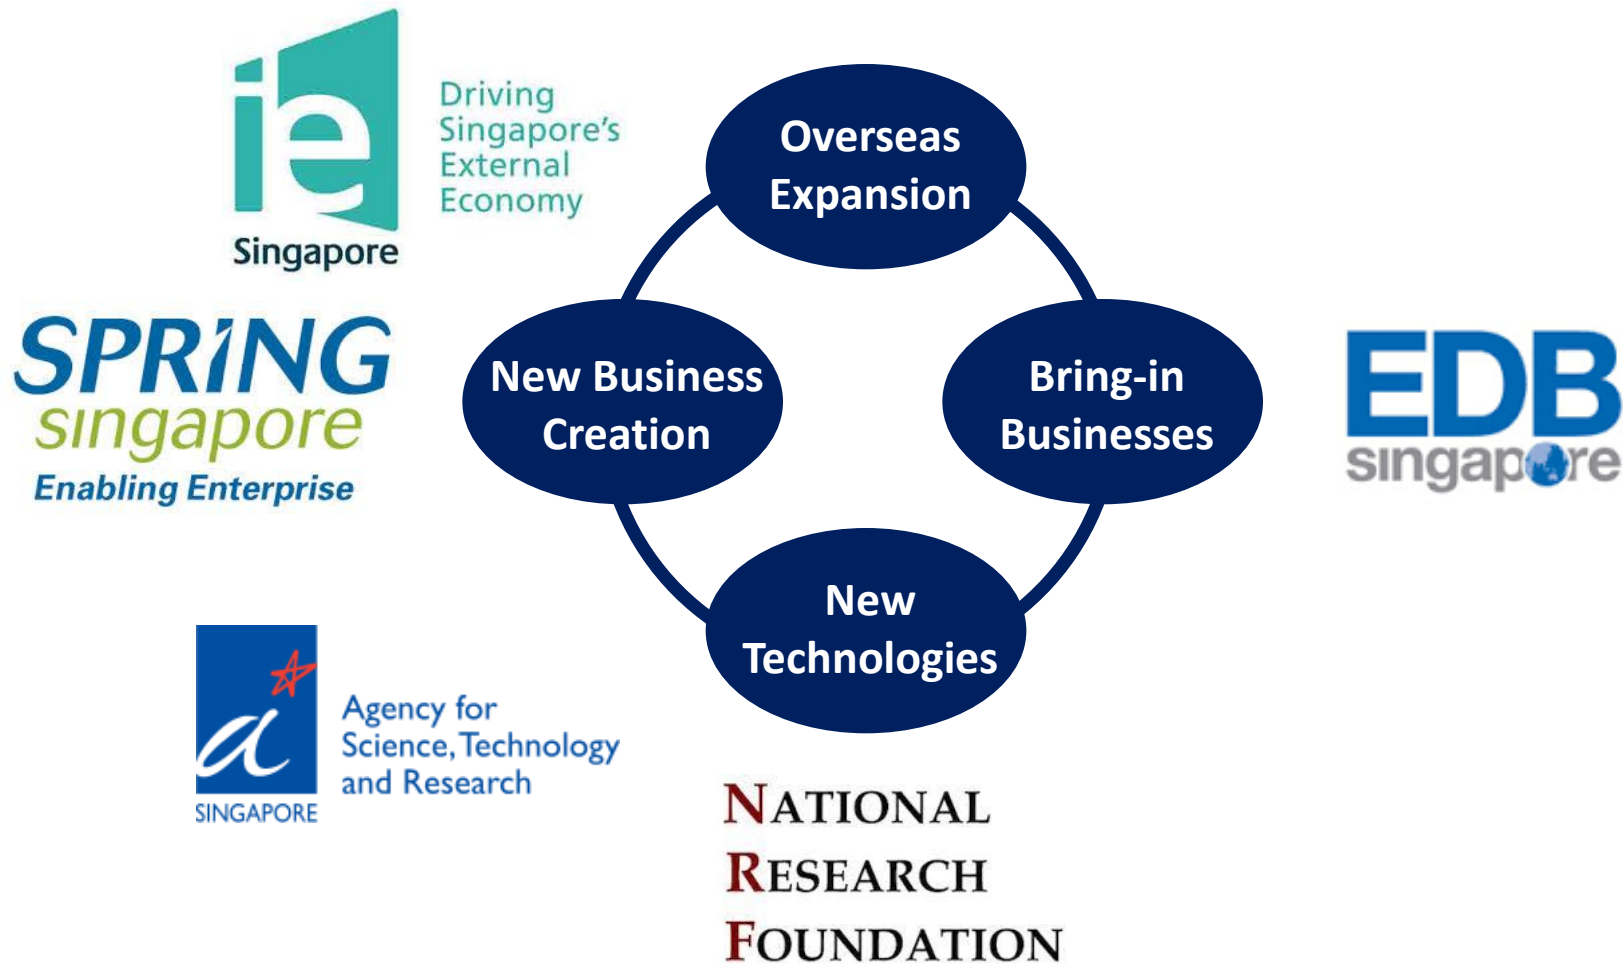 ie
Singapore
Driving
Singapore's
External
Economy
Overseas
Expansion
SPRING
singapore
Enabling Enterprise
New Business
Creation
Bring-in
Businesses
EDB
singapore
New
Technologies
a
SINGAPORE
Agency for
Science, Technology
and Research
NATIONAL
RESEARCH
FOUNDATION